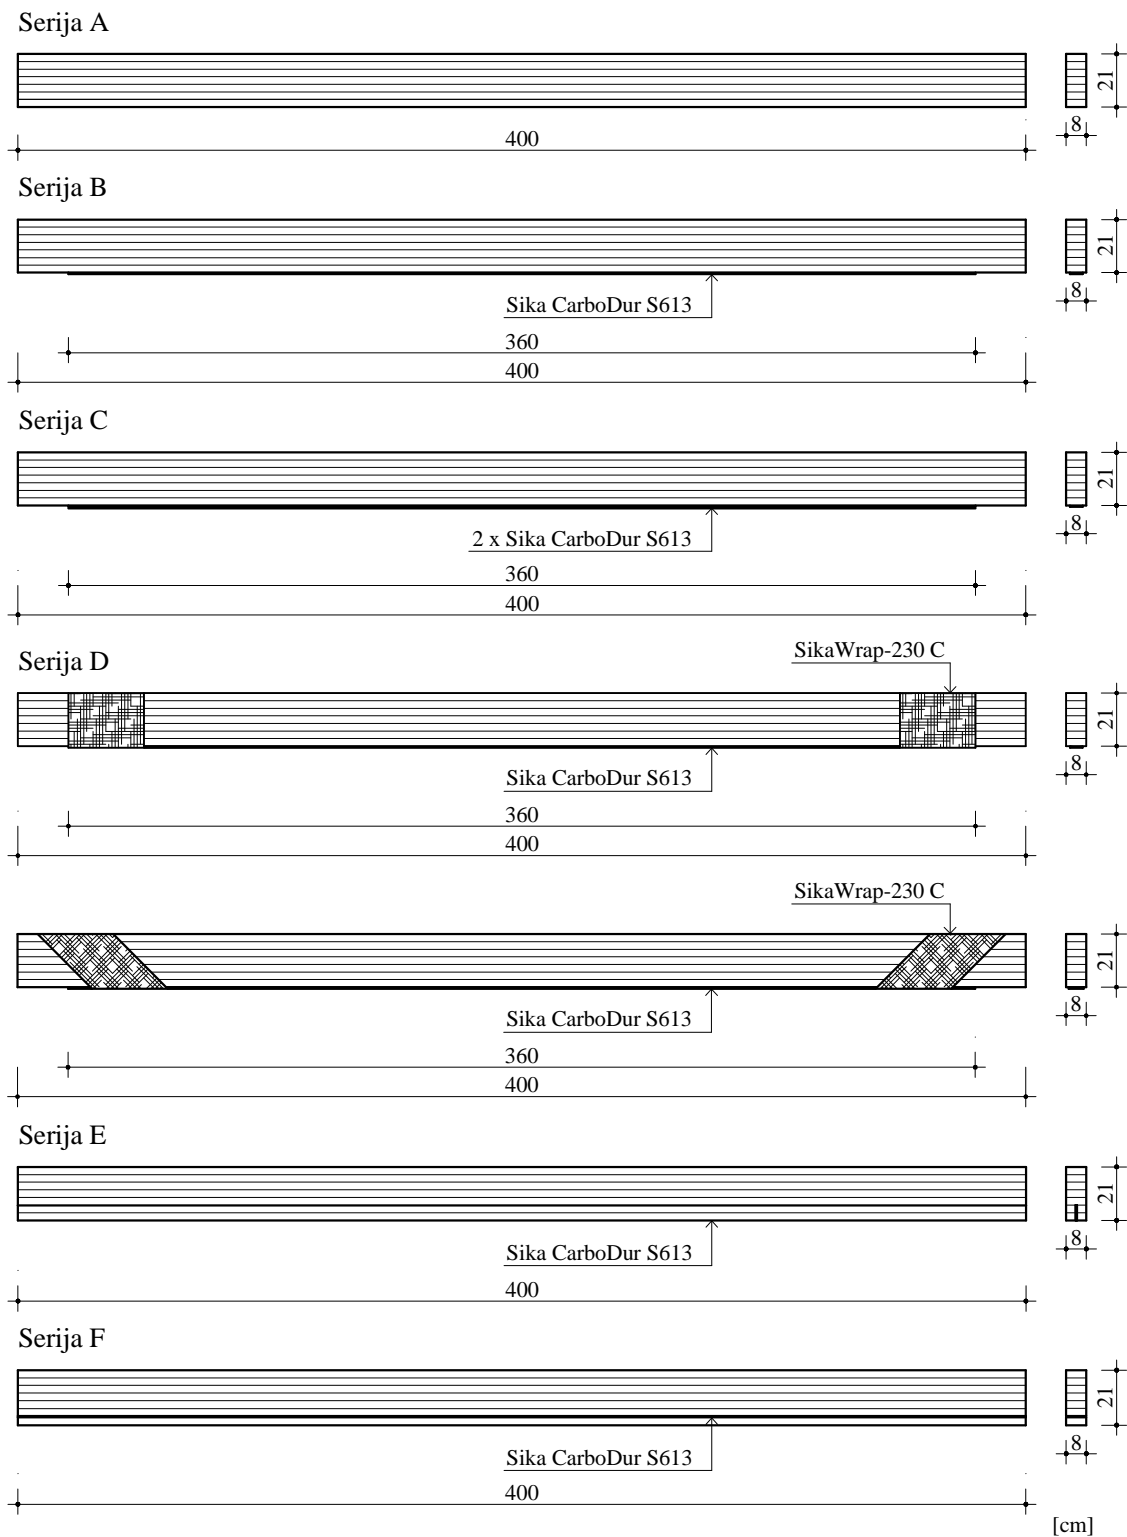 Serija A
21
8
400
Serija B
21
8
Sika CarboDur S613
360
400
Serija C
21
8
2 x Sika CarboDur S613
360
400
SikaWrap-230 C
Serija D
21
8
Sika CarboDur S613
360
400
SikaWrap-230 C
21
8
Sika CarboDur S613
360
400
Serija E
21
8
Sika CarboDur S613
400
Serija F
21
8
Sika CarboDur S613
400
[cm]